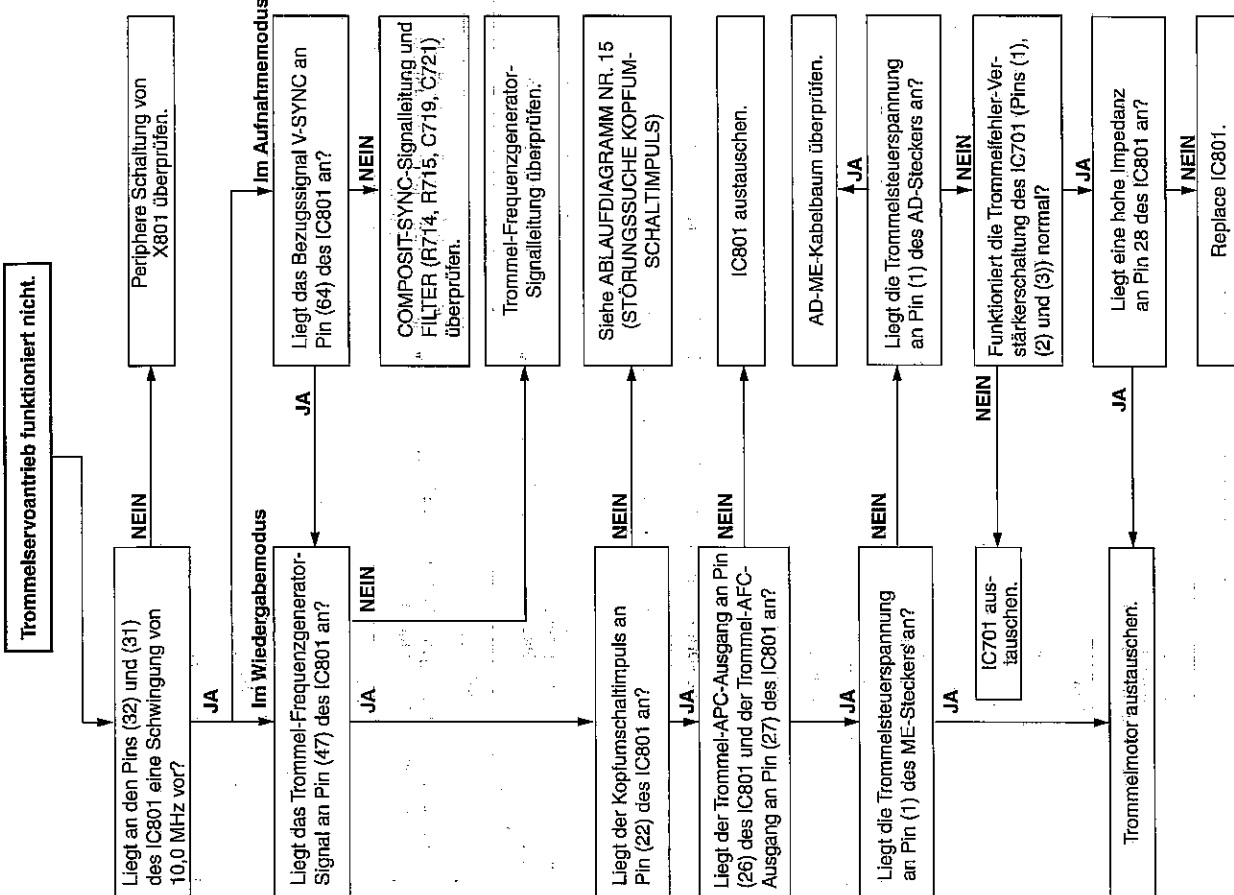 Trommelservoantrieb funktioniert nicht.
Liegt an den Pins (32) und (31)
des IC801 eine Schwingung von
10,0 MHz vor?
NEIN
Periphere Schaltung von
X801 überprüfen.
JA
Im Wiedergabemodus
Im Aufnahmemodus
Liegt das Bezugssignal V-SYNC an
Pin (64) des IC801 an?
JA
NEIN
COMPOSIT-SYNC-Signalleitung und
FILTER (R714, R715, C719, C721)
überprüfen.
Liegt das Trommel-Frequenzgenerator-
Signal an Pin (47) des IC801 an?
NEIN
Trommel-Frequenzgenerator-
Signalleitung überprüfen.
JA
Liegt der Kopfumschaltimpuls an
Pin (22) des IC801 an?
NEIN
Siehe ABLAUFDIAGRAMM NR. 15
(STÖRUNGSSUCHE KOPFUM-
SCHALTIMPULS)
JA
Liegt der Trommel-APC-Ausgang an Pin
(26) des IC801 und der Trommel-AFC-
Ausgang an Pin (27) des IC801 an?
NEIN
IC801 austauschen.
JA
Liegt die Trommelsteuerspannung
an Pin (1) des ME-Steckers an?
NEIN
Liegt die Trommelsteuerspannung
an Pin (1) des AD-Steckers an?
JA
AD-ME-Kabelbaum überprüfen.
NEIN
Funktioniert die Trommelfehler-Ver-
stärkerschaltung des IC701 (Pins (1),
(2) und (3)) normal?
NEIN
IC701 aus-
tauschen.
JA
Liegt eine hohe Impedanz
an Pin 28 des IC801 an?
JA
NEIN
Replace IC801.
JA
Trommelmotor austauschen.